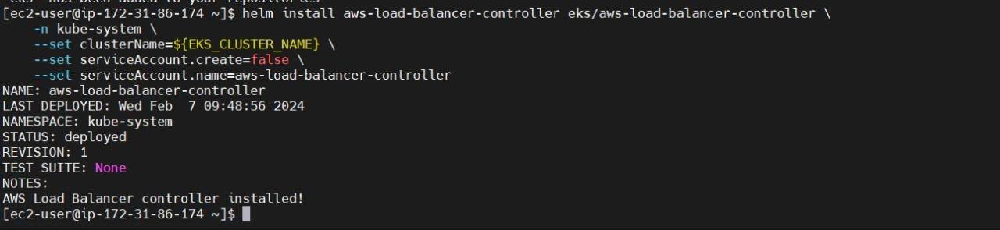 eks" has been added to your repositories
[ec2-user@ip-172-31-86-174 ~]$ helm install aws-load-balancer-controller eks/aws-load-balancer-controller \
    -n kube-system \
    --set clusterName=${EKS_CLUSTER_NAME} \
    --set serviceAccount.create=false \
    --set serviceAccount.name=aws-load-balancer-controller
NAME: aws-load-balancer-controller
LAST DEPLOYED: Wed Feb  7 09:48:56 2024
NAMESPACE: kube-system
STATUS: deployed
REVISION: 1
TEST SUITE: None
NOTES:
AWS Load Balancer controller installed!
[ec2-user@ip-172-31-86-174 ~]$